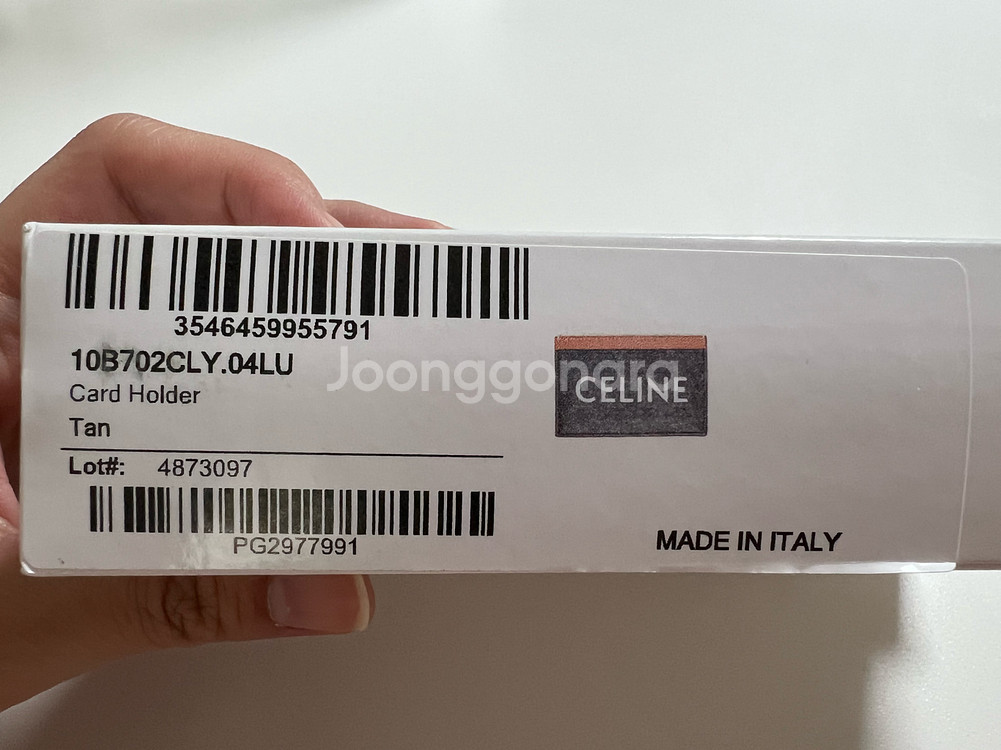 3546459955791
10B702CLY.04LU
Card Holder
Tan
Lot#: 4873097
PG2977991
Joonggonara
CELINE
MADE IN ITALY